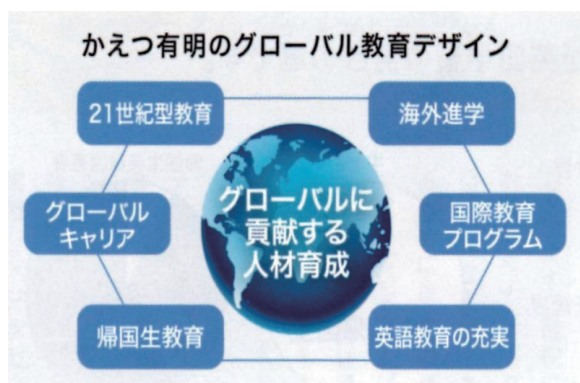 かえつ有明のグローバル教育デザイン
21世紀型教育
海外進学
グローバル
キャリア
グローバルに
貢献する
人材育成
国際教育
プログラム
帰国生教育
英語教育の充実